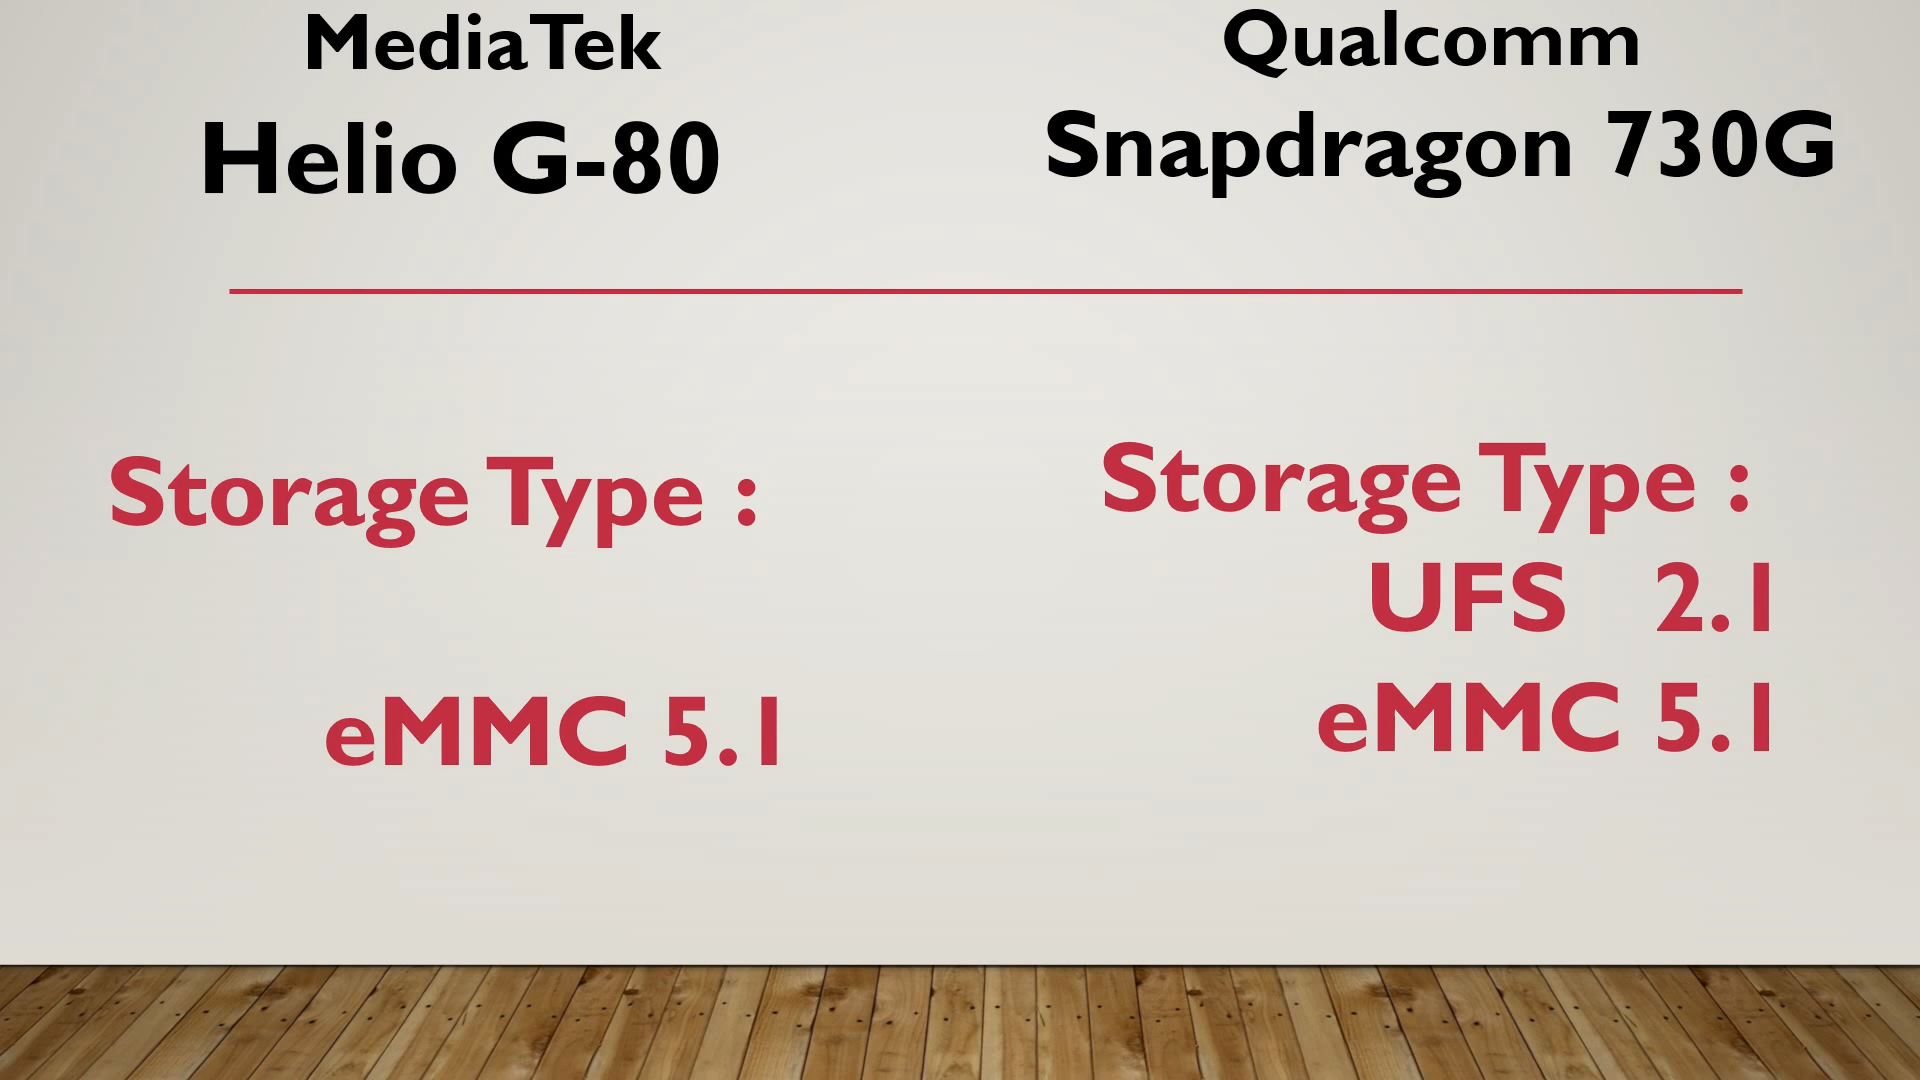 MediaTek
Helio G-80
Qualcomm
Snapdragon 730G
Storage Type :
eMMC 5.1
Storage Type :
UFS 2.1
eMMC 5.1